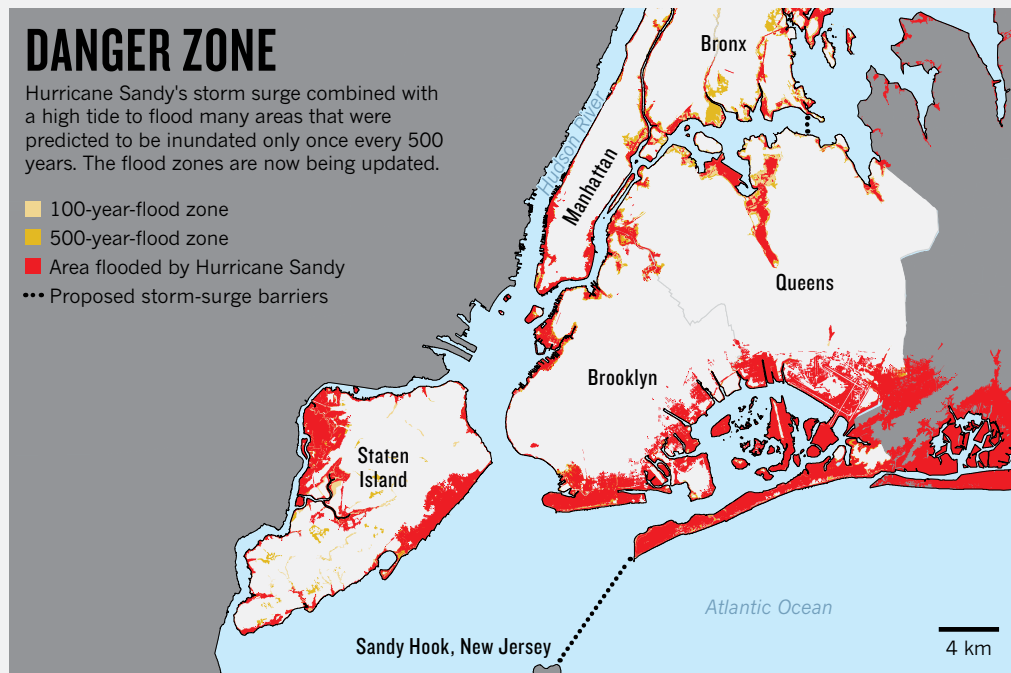 DANGER ZONE
Hurricane Sandy's storm surge combined with
a high tide to flood many areas that were
predicted to be inundated only once every 500
years. The flood zones are now being updated.
100-year-flood zone
500-year-flood zone
Area flooded by Hurricane Sandy
Proposed storm-surge barriers
Bronx
Hudson River
Manhattan
Queens
Brooklyn
Staten
Island
Atlantic Ocean
Sandy Hook, New Jersey
4 km